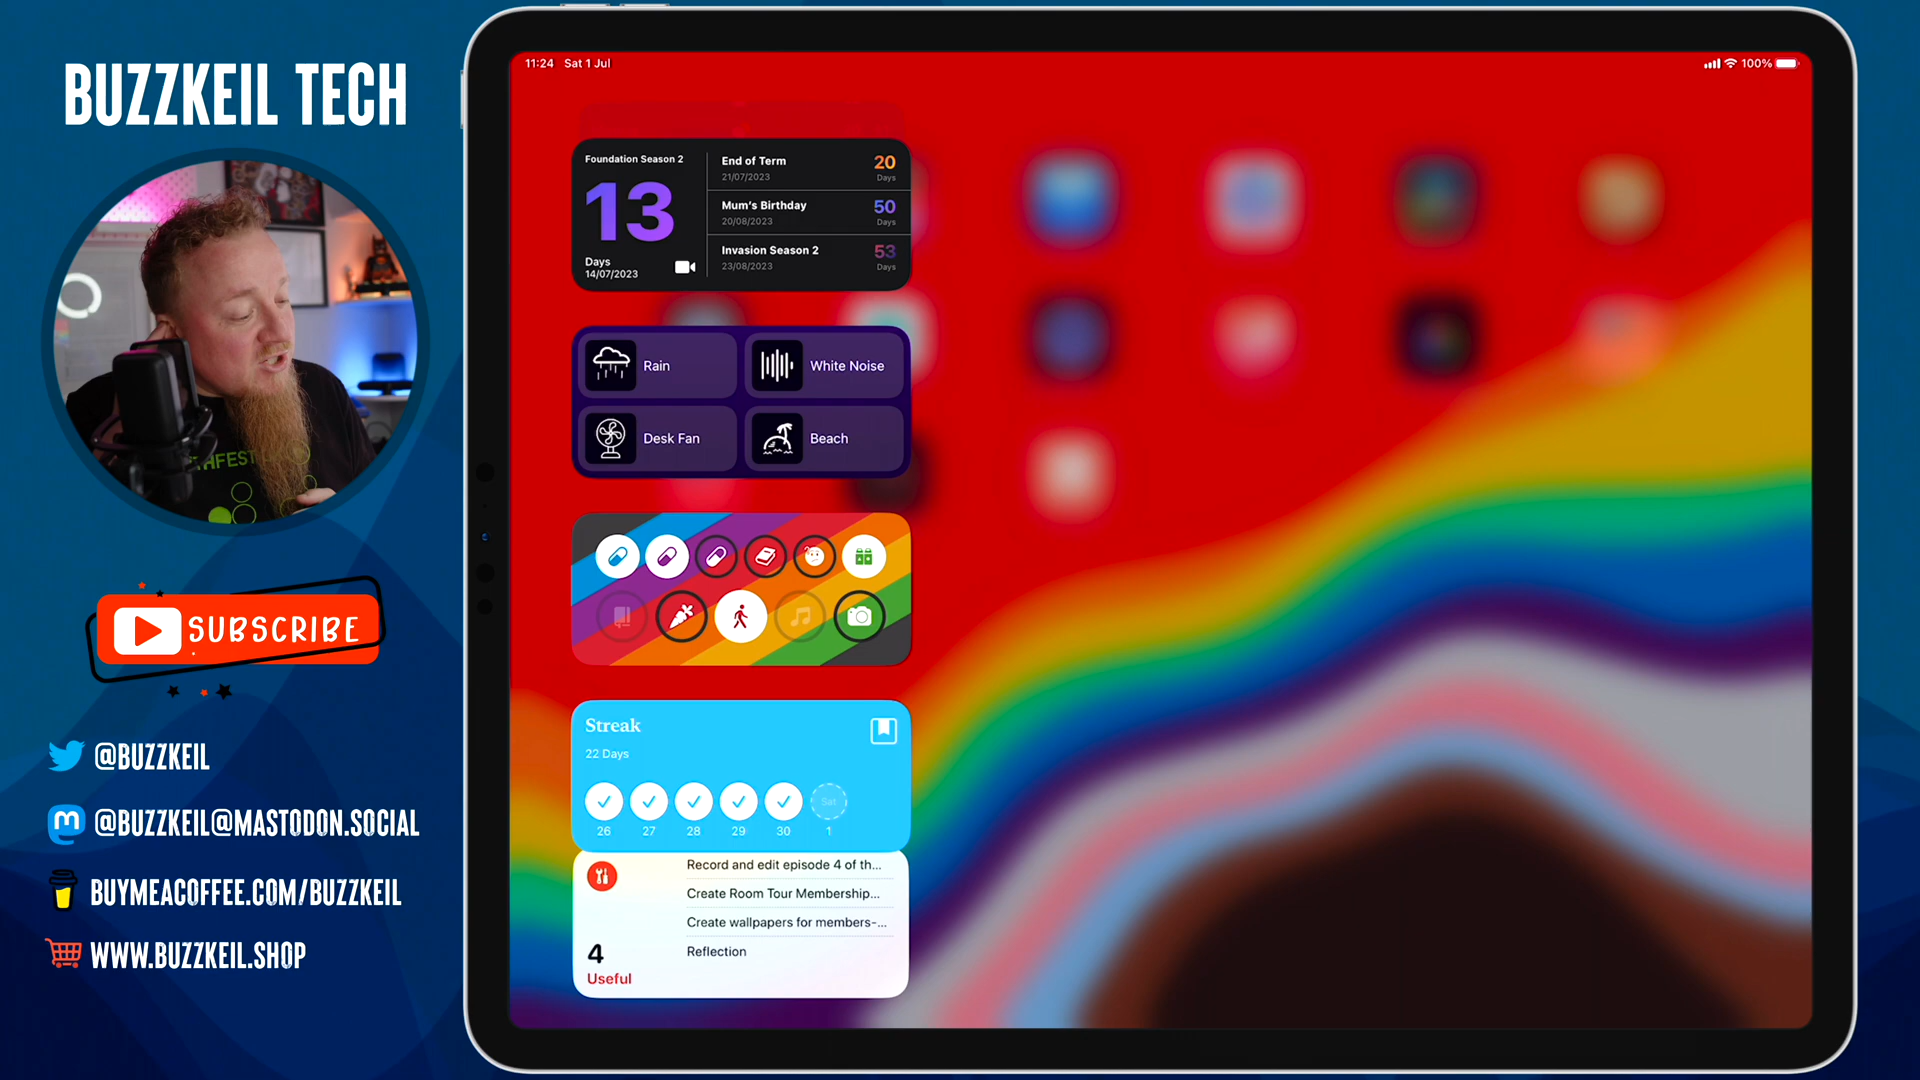 BUZZKEIL TECH
SUBSCRIBE
@BUZZKEIL
@BUZZKEIL@MASTODON.SOCIAL
BUYMEACOFFEE.COM/BUZZKEIL
WWW.BUZZKEIL.SHOP
11:24 Sat 1 Jul
100%
Foundation Season 2
13
Days
14/07/2023
End of Term
21/07/2023
20
Days
Mum's Birthday
20/08/2023
50
Days
Invasion Season 2
23/08/2023
53
Days
Rain
White Noise
Desk Fan
Beach
Streak
22 Days
Sat
26 27 28 29 30 1
Record and edit episode 4 of th...
Create Room Tour Membership...
Create wallpapers for members-...
Reflection
4
Useful